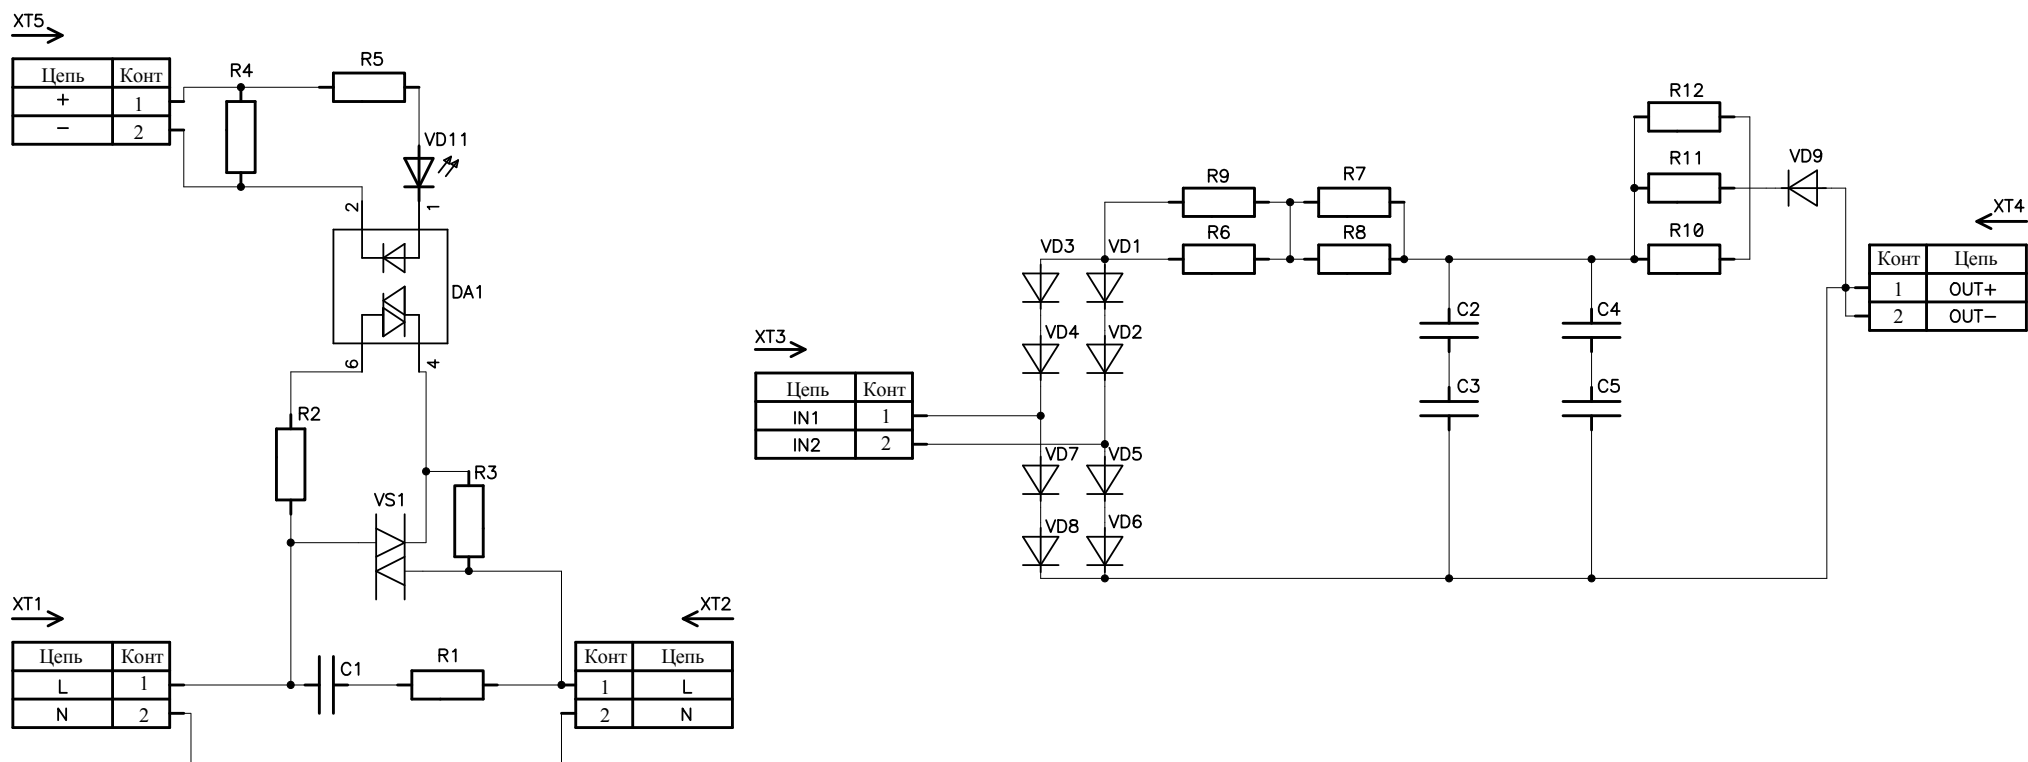 XT5
Цепь Конт
+ 1
− 2
R4
R5
VD11
2 1
DA1
6 4
R2
R3
VS1
XT1
Цепь Конт
L 1
N 2
C1
R1
XT2
Конт Цепь
1 L
2 N
XT3
Цепь Конт
IN1 1
IN2 2
VD3 VD1
VD4 VD2
VD7 VD5
VD8 VD6
R9 R7
R6 R8
C2 C4
C3 C5
R12
R11
R10
VD9
XT4
Конт Цепь
1 OUT+
2 OUT−